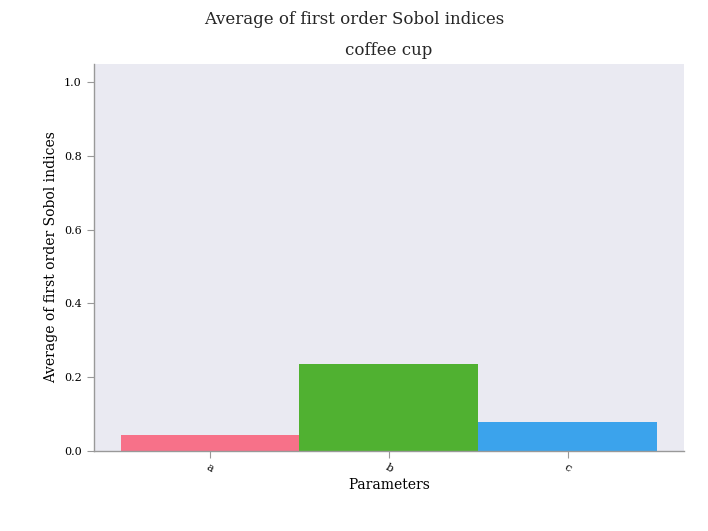 Average of first order Sobol indices
coffee cup
Average of first order Sobol indices
1.0
0.8
0.6
0.4
0.2
0.0
a
b
c
Parameters